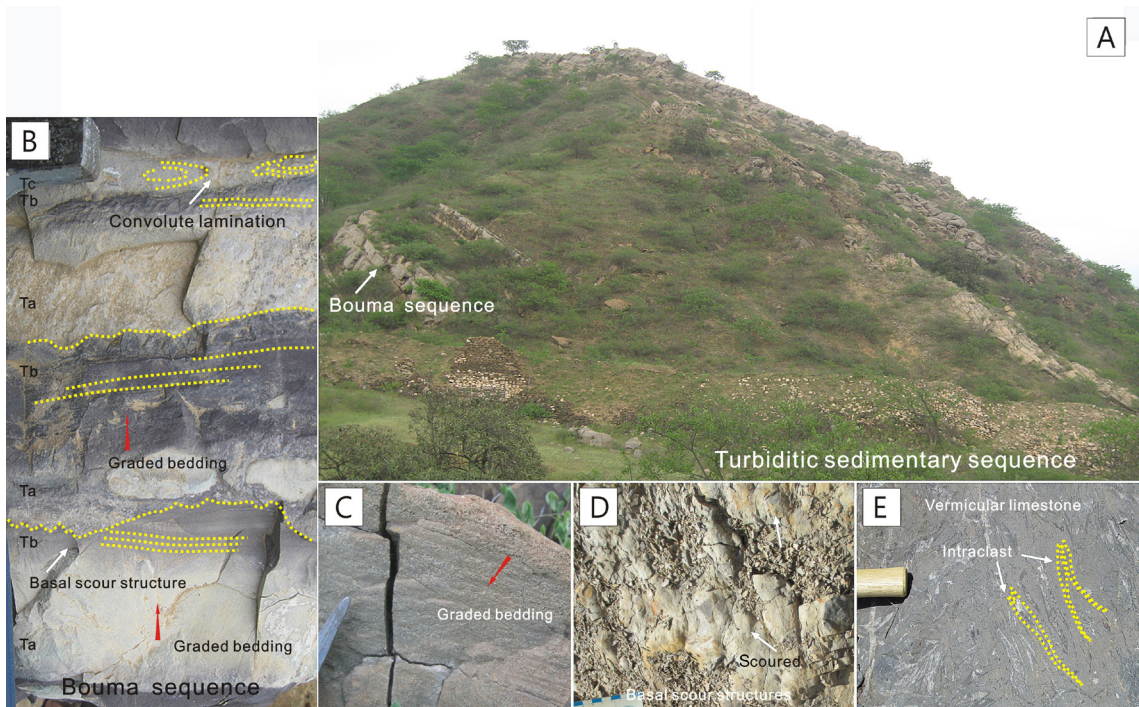 A
Bouma sequence
Turbiditic sedimentary sequence
B
Tc
Tb
Convolute lamination
Ta
Tb
Graded bedding
Ta
Tb
Basal scour structure
Graded bedding
Ta
Bouma sequence
C
Graded bedding
D
Scoured
Basal scour structures
E
Vermicular limestone
Intraclast